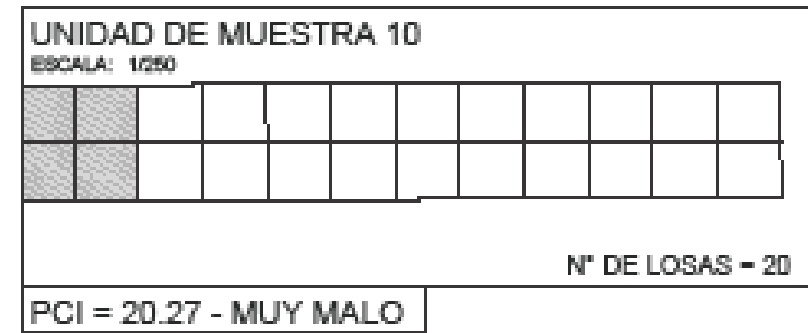 UNIDAD DE MUESTRA 10
ESCALA: 1/250
N° DE LOSAS = 20
PCI = 20.27 - MUY MALO